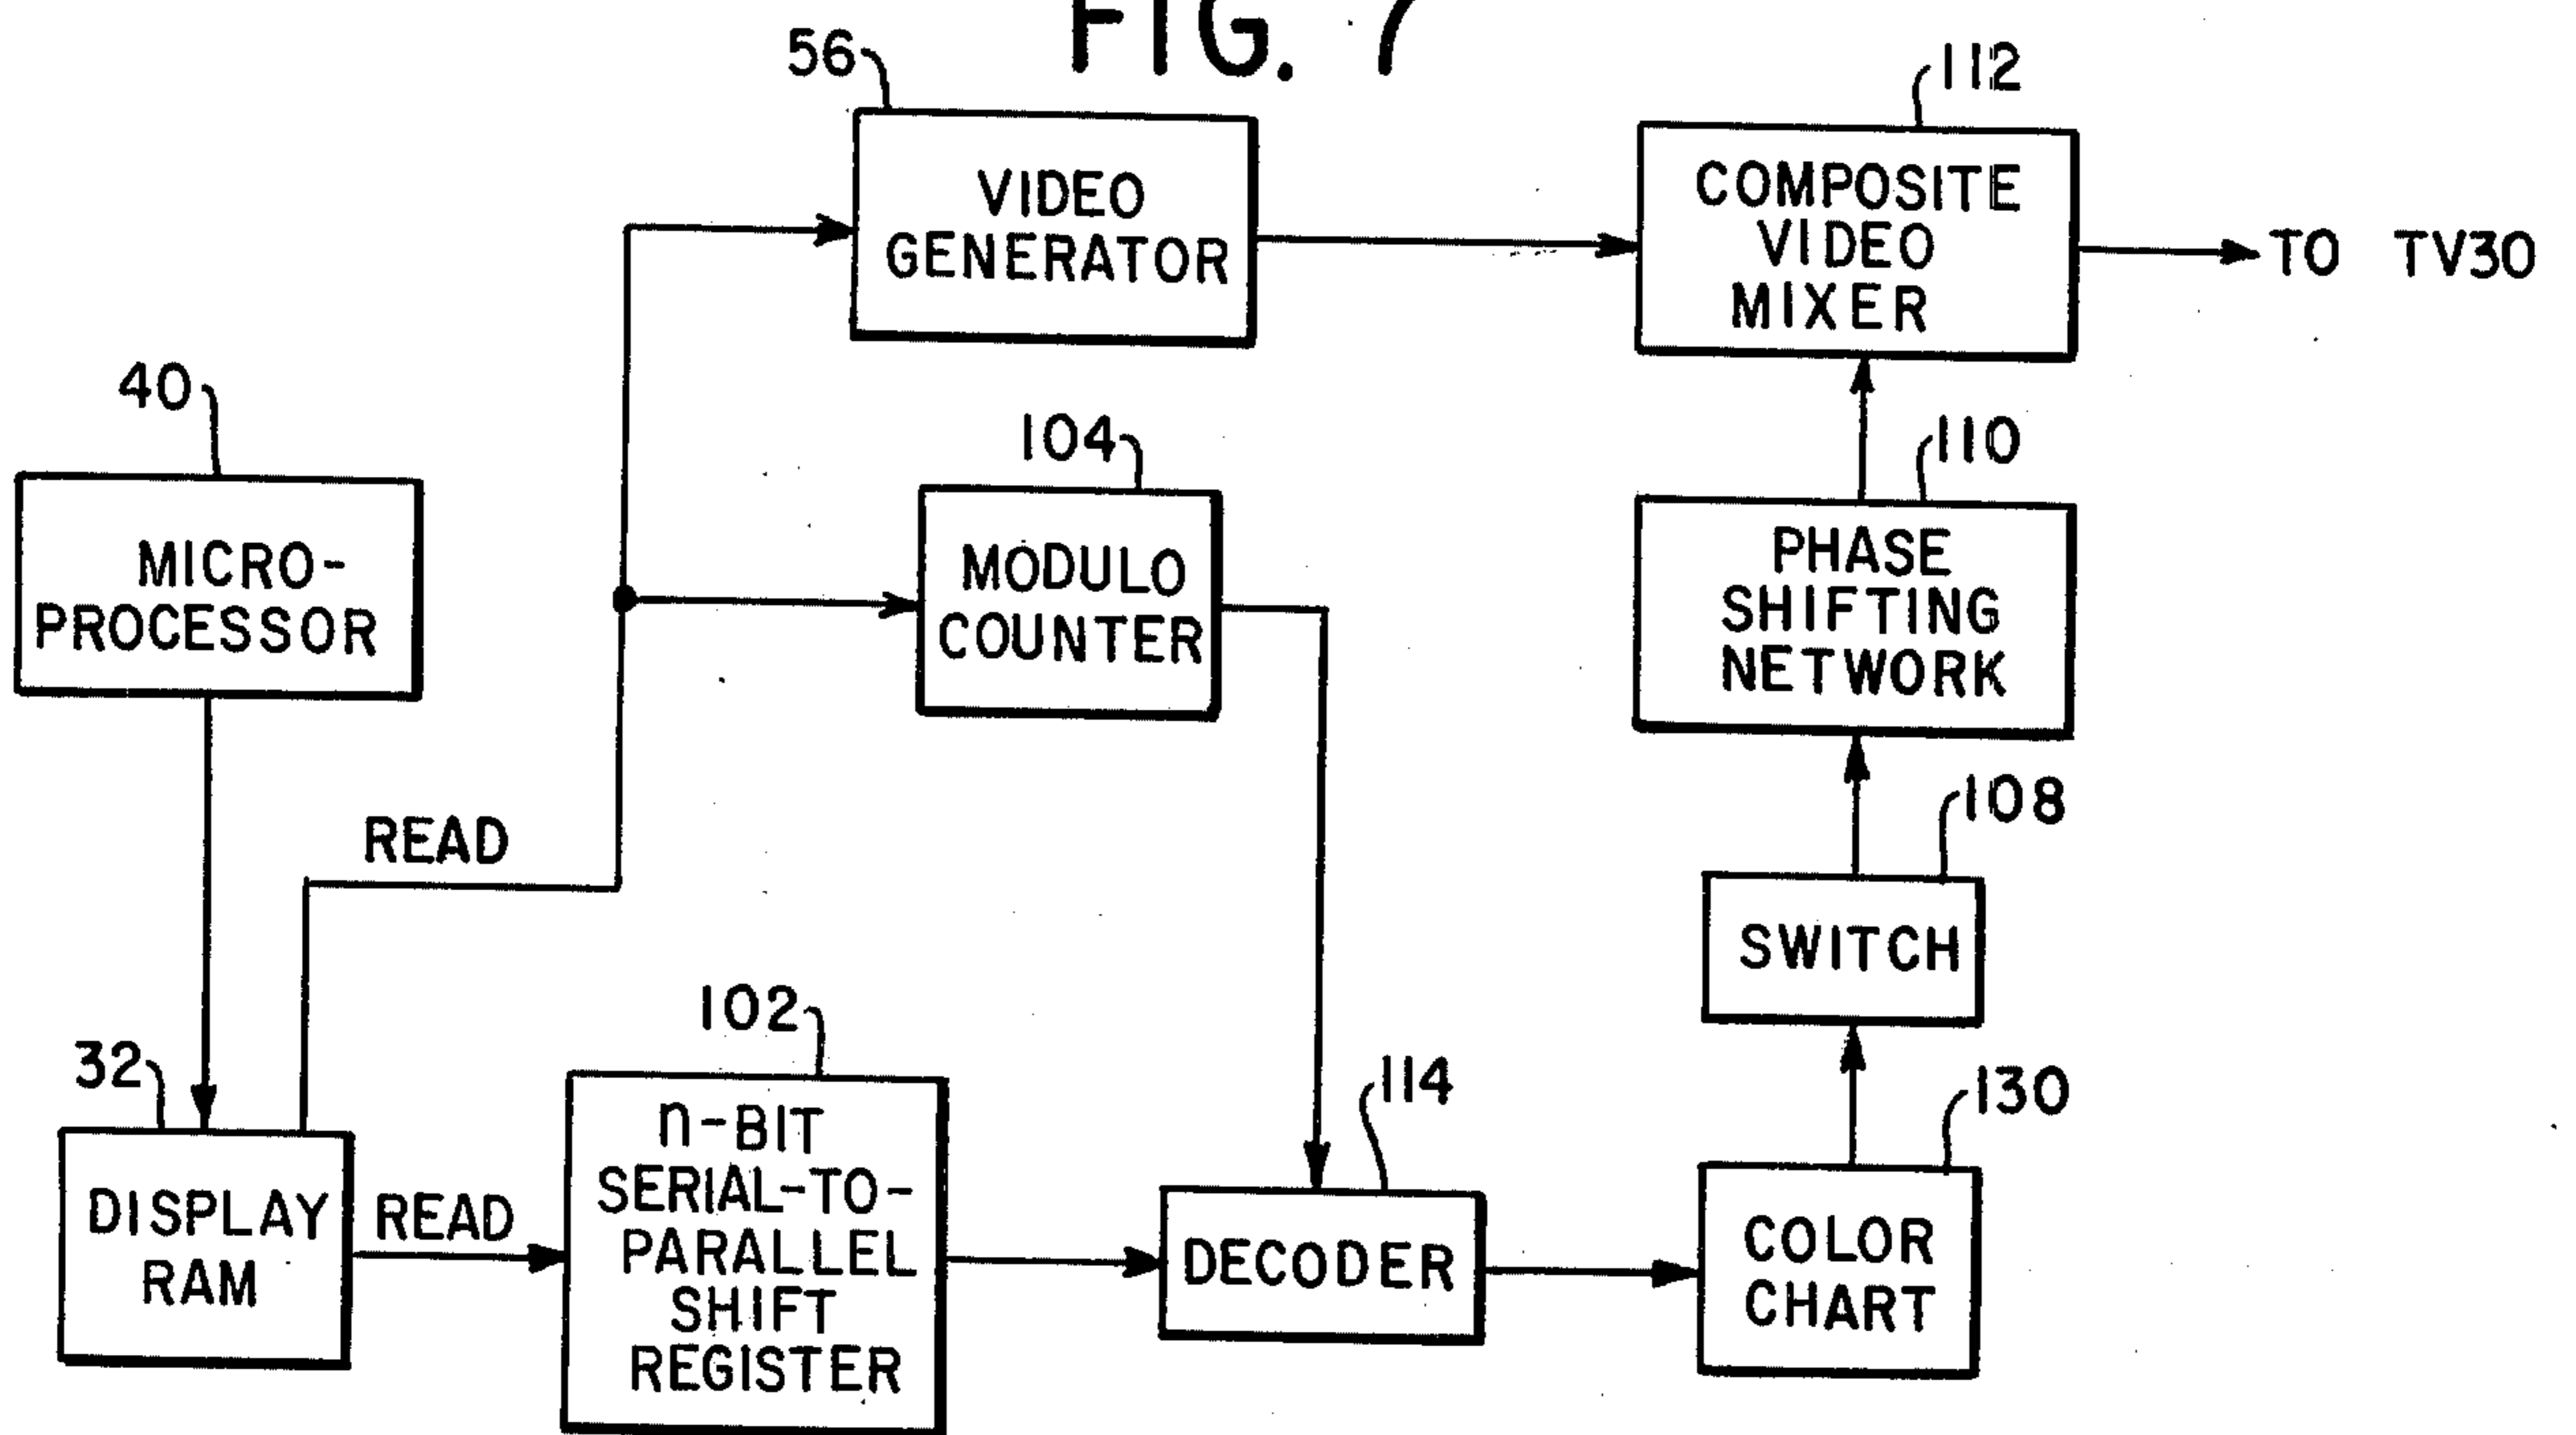 FIG. 7
56
VIDEO
GENERATOR
112
COMPOSITE
VIDEO
MIXER
TO TV30
40
MICRO-
PROCESSOR
104
MODULO
COUNTER
110
PHASE
SHIFTING
NETWORK
READ
108
SWITCH
32
DISPLAY
RAM
READ
102
n-BIT
SERIAL-TO-
PARALLEL
SHIFT
REGISTER
114
DECODER
130
COLOR
CHART